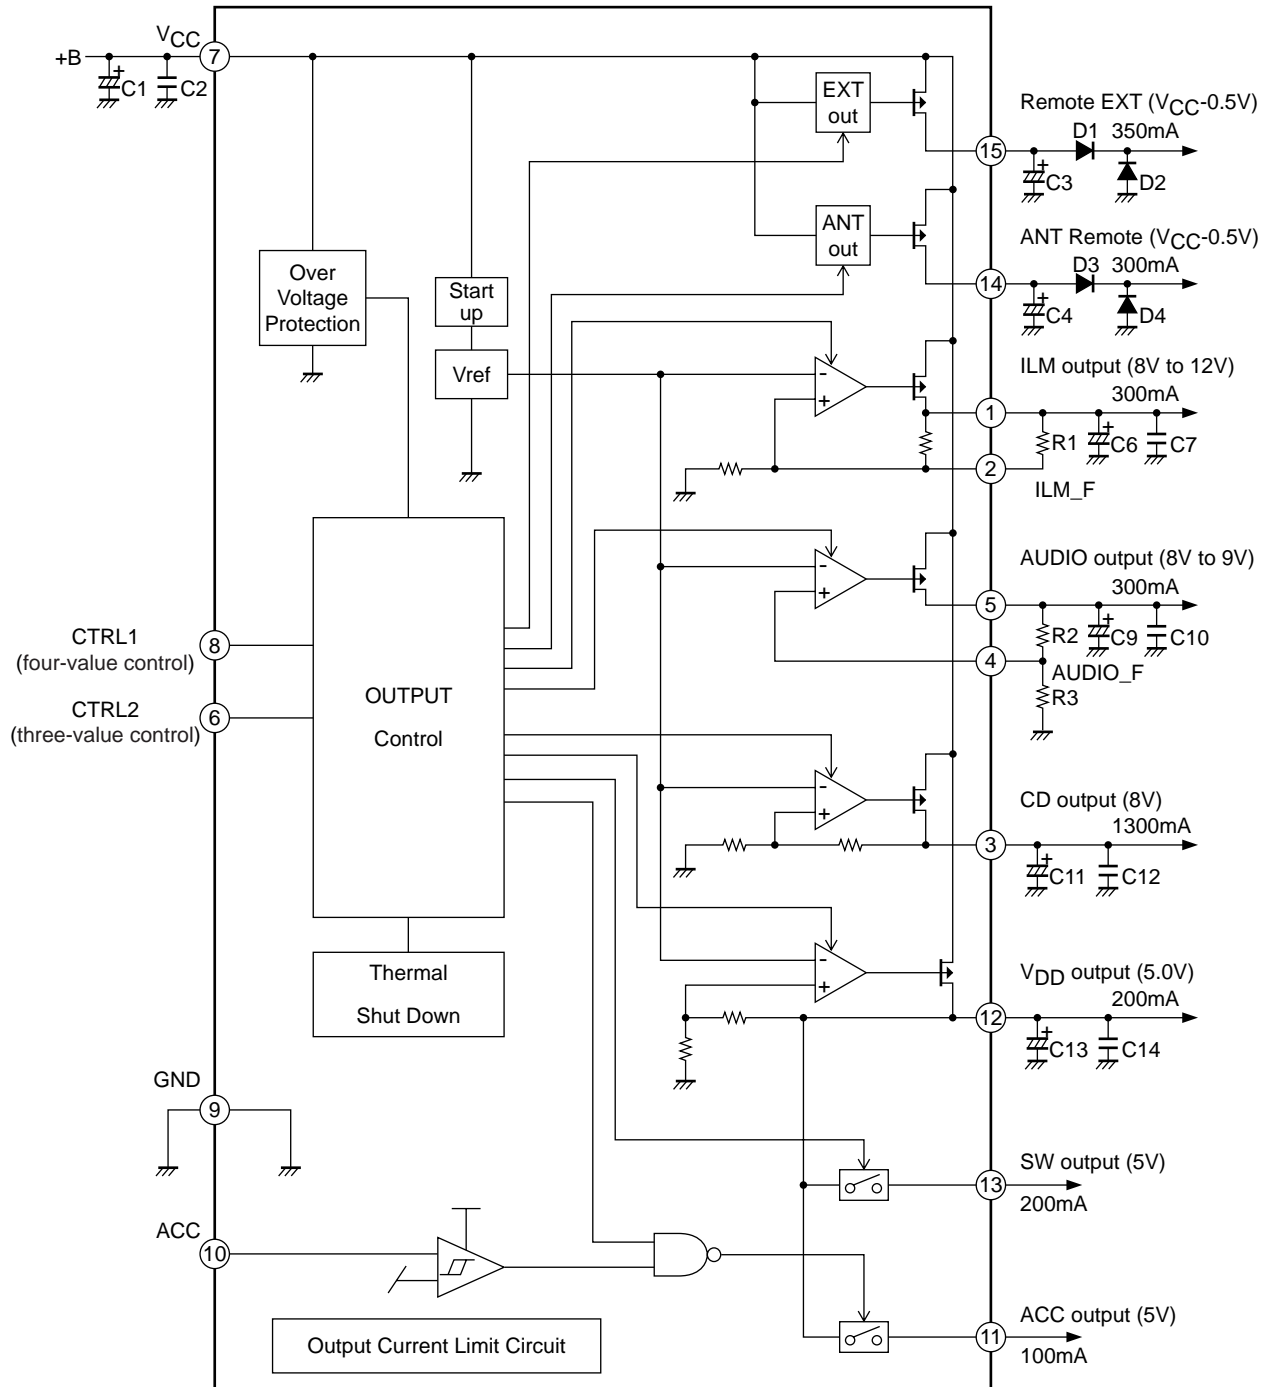 VCC
+B
7
C1
C2
EXT
out
Remote EXT (VCC-0.5V)
D1 350mA
15
C3
D2
ANT
out
ANT Remote (VCC-0.5V)
D3 300mA
14
C4
D4
Over
Voltage
Protection
Start
up
Vref
ILM output (8V to 12V)
300mA
-
+
1
R1
C6
C7
2
ILM_F
AUDIO output (8V to 9V)
300mA
-
+
5
R2
C9
C10
4
AUDIO_F
R3
CTRL1
(four-value control)
8
CTRL2
(three-value control)
6
OUTPUT
Control
CD output (8V)
1300mA
-
+
3
C11
C12
Thermal
Shut Down
VDD output (5.0V)
200mA
-
+
12
C13
C14
GND
9
SW output (5V)
13
200mA
ACC
10
ACC output (5V)
11
100mA
Output Current Limit Circuit